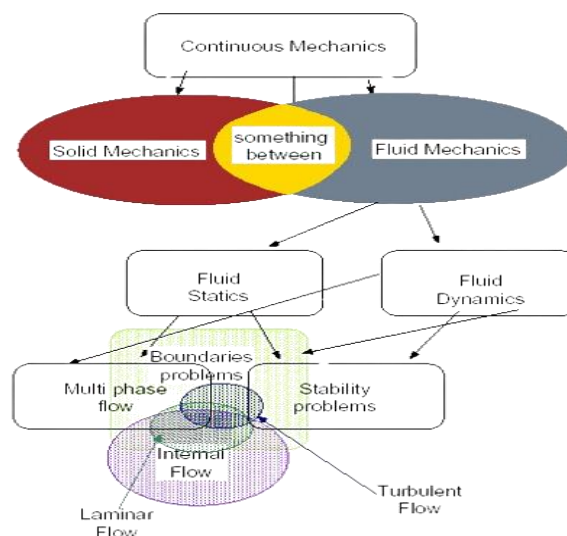 Continuous Mechanics
Solid Mechanics
something
between
Fluid Mechanics
Fluid
Statics
Fluid
Dynamics
Boundaries
problems
Multi phase
flow
Stability
problems
Internal
Flow
Turbulent
Flow
Laminar
Flow